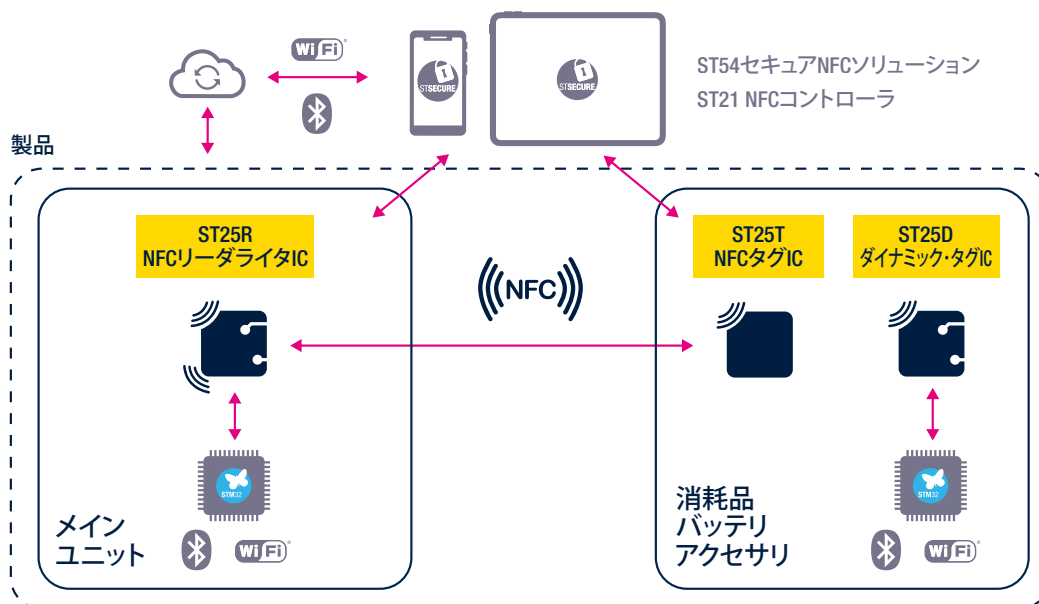 Wi Fi
STSECURE
STSECURE
ST54セキュアNFCソリューション
ST21 NFCコントローラ
製品
ST25R
NFCリーダライタIC
ST25T
NFCタグIC
ST25D
ダイナミック・タグIC
NFC
STM32
STM32
メイン
ユニット
Wi Fi
消耗品
バッテリ
アクセサリ
Wi Fi